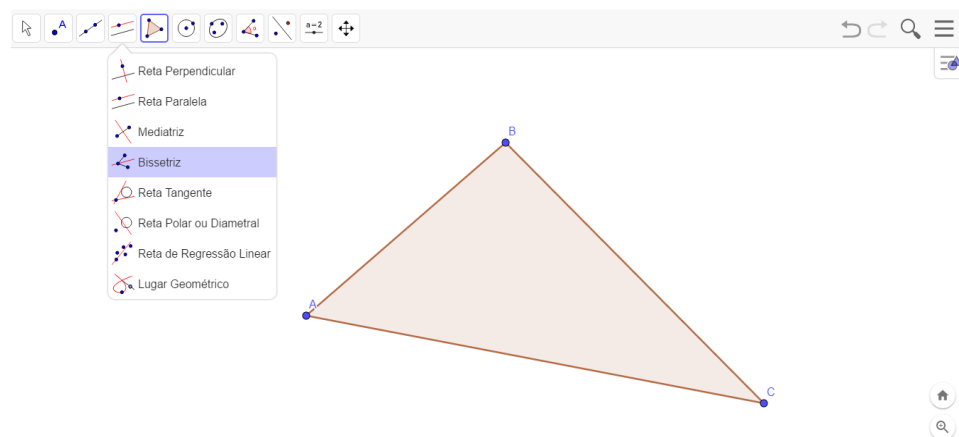 A
a=2
Reta Perpendicular
Reta Paralela
Mediatriz
Bissetriz
Reta Tangente
Reta Polar ou Diametral
Reta de Regressão Linear
Lugar Geométrico
B
A
C